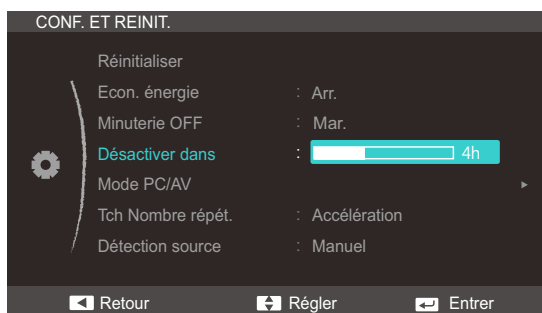 CONF. ET REINIT.
Réinitialiser
Econ. énergie : Arr.
Minuterie OFF : Mar.
Désactiver dans : 4h
Mode PC/AV
Tch Nombre répét. : Accélération
Détection source : Manuel
Retour Régler Entrer